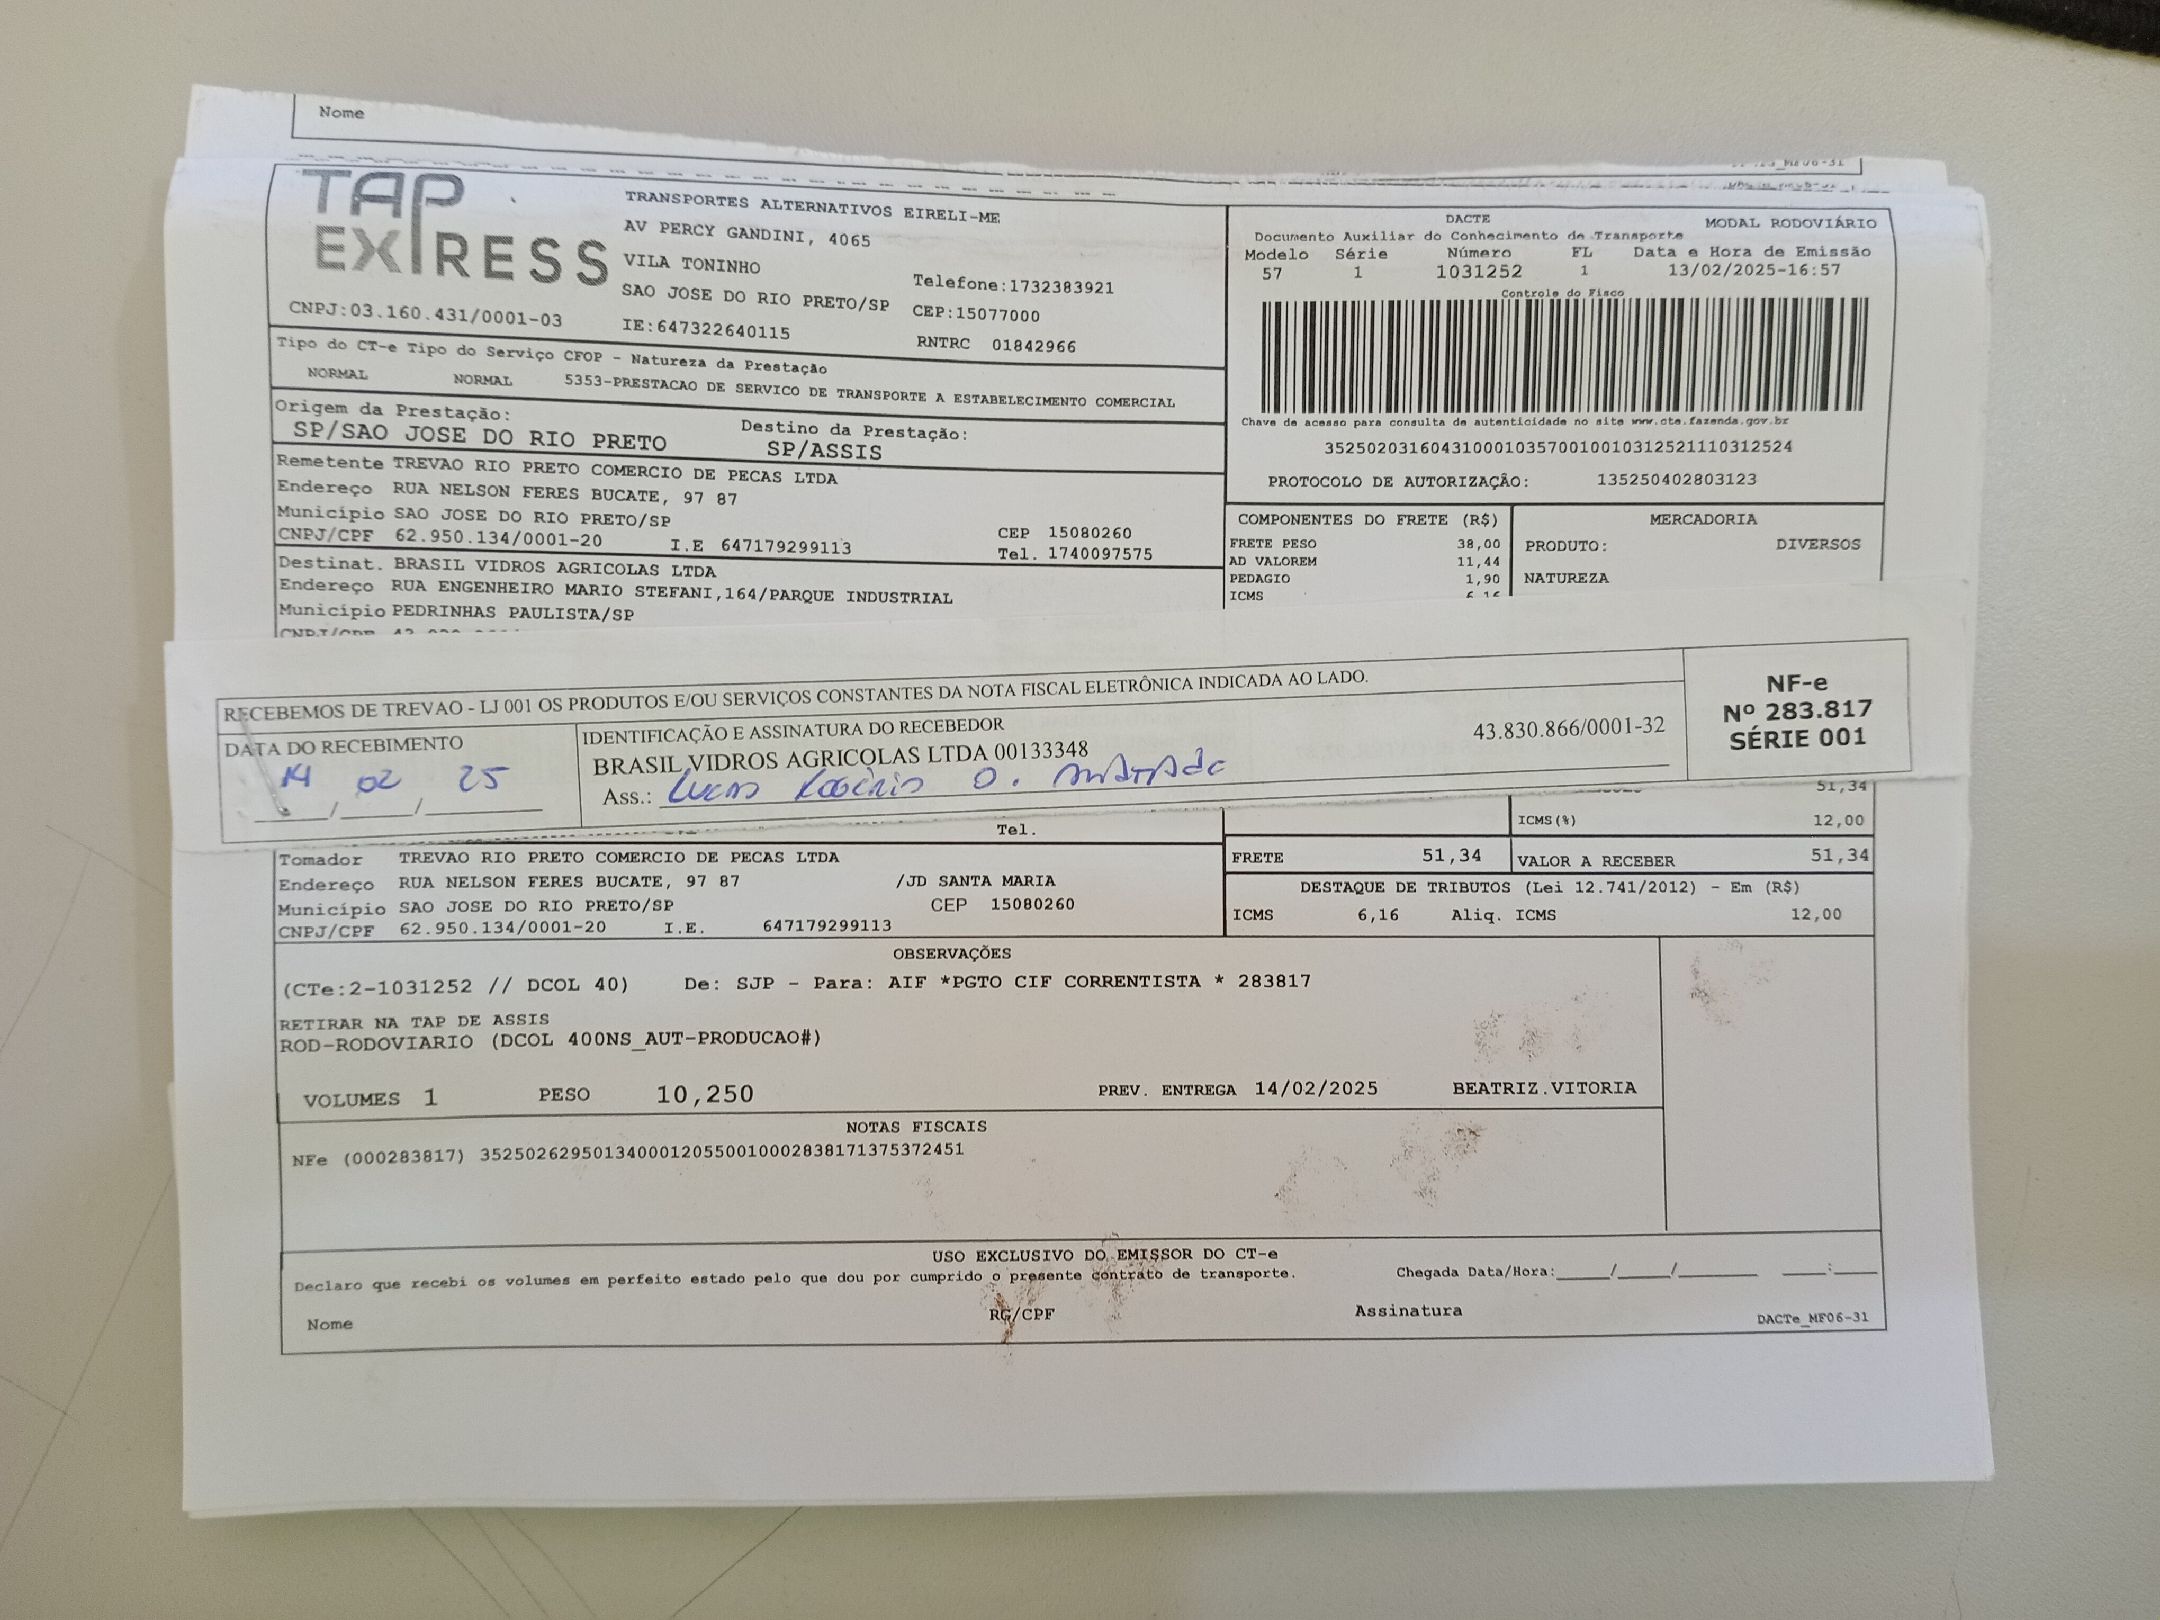 Nome
TAP EXPRESS
TRANSPORTES ALTERNATIVOS EIRELI-ME
AV PERCY GANDINI, 4065
VILA TONINHO
SAO JOSE DO RIO PRETO/SP
Telefone:1732383921
CEP:15077000
CNPJ:03.160.431/0001-03
IE:647322640115
RNTRC 01842966
DACTE MODAL RODOVIÁRIO
Documento Auxiliar do Conhecimento de Transporte
Modelo Série Número FL Data e Hora de Emissão
57 1 1031252 1 13/02/2025-16:57
Controle do Fisco
Chave de acesso para consulta de autenticidade no site www.cte.fazenda.gov.br
35250203160431000103570010010312521110312524
PROTOCOLO DE AUTORIZAÇÃO: 135250402803123
Tipo do CT-e Tipo do Serviço CFOP - Natureza da Prestação
NORMAL NORMAL 5353-PRESTACAO DE SERVICO DE TRANSPORTE A ESTABELECIMENTO COMERCIAL
Origem da Prestação: Destino da Prestação:
SP/SAO JOSE DO RIO PRETO SP/ASSIS
Remetente TREVAO RIO PRETO COMERCIO DE PECAS LTDA
Endereço RUA NELSON FERES BUCATE, 97 87
Município SAO JOSE DO RIO PRETO/SP CEP 15080260
CNPJ/CPF 62.950.134/0001-20 I.E 647179299113 Tel. 1740097575
Destinat. BRASIL VIDROS AGRICOLAS LTDA
Endereço RUA ENGENHEIRO MARIO STEFANI,164/PARQUE INDUSTRIAL
Município PEDRINHAS PAULISTA/SP
COMPONENTES DO FRETE (R$) MERCADORIA
FRETE PESO 38,00 PRODUTO: DIVERSOS
AD VALOREM 11,44
PEDAGIO 1,90 NATUREZA
ICMS 6,16
RECEBEMOS DE TREVAO - LJ 001 OS PRODUTOS E/OU SERVIÇOS CONSTANTES DA NOTA FISCAL ELETRÔNICA INDICADA AO LADO.
DATA DO RECEBIMENTO
14 / 02 / 25
IDENTIFICAÇÃO E ASSINATURA DO RECEBEDOR
BRASIL VIDROS AGRICOLAS LTDA 00133348 43.830.866/0001-32
Ass.: Lucas Rogério O. Andrade
NF-e
Nº 283.817
SÉRIE 001
51,34
Tel. ICMS(%) 12,00
Tomador TREVAO RIO PRETO COMERCIO DE PECAS LTDA
Endereço RUA NELSON FERES BUCATE, 97 87 /JD SANTA MARIA
Município SAO JOSE DO RIO PRETO/SP CEP 15080260
CNPJ/CPF 62.950.134/0001-20 I.E. 647179299113
FRETE 51,34 VALOR A RECEBER 51,34
DESTAQUE DE TRIBUTOS (Lei 12.741/2012) - Em (R$)
ICMS 6,16 Aliq. ICMS 12,00
OBSERVAÇÕES
(CTe:2-1031252 // DCOL 40) De: SJP - Para: AIF *PGTO CIF CORRENTISTA * 283817
RETIRAR NA TAP DE ASSIS
ROD-RODOVIARIO (DCOL 400NS_AUT-PRODUCAO#)
VOLUMES 1 PESO 10,250 PREV. ENTREGA 14/02/2025 BEATRIZ.VITORIA
NOTAS FISCAIS
NFe (000283817) 35250262950134000120550010002838171375372451
USO EXCLUSIVO DO EMISSOR DO CT-e
Declaro que recebi os volumes em perfeito estado pelo que dou por cumprido o presente contrato de transporte. Chegada Data/Hora:____/____/______ ___:___
Nome RG/CPF Assinatura
DACTe_MF06-31